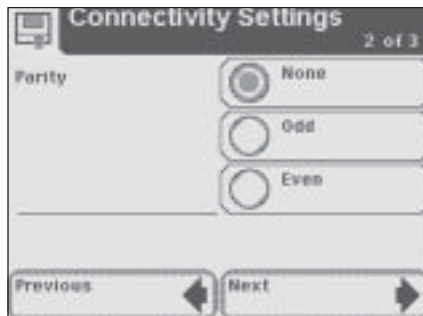 Connectivity Settings
2 of 3
Parity
None
Odd
Even
Previous
Next